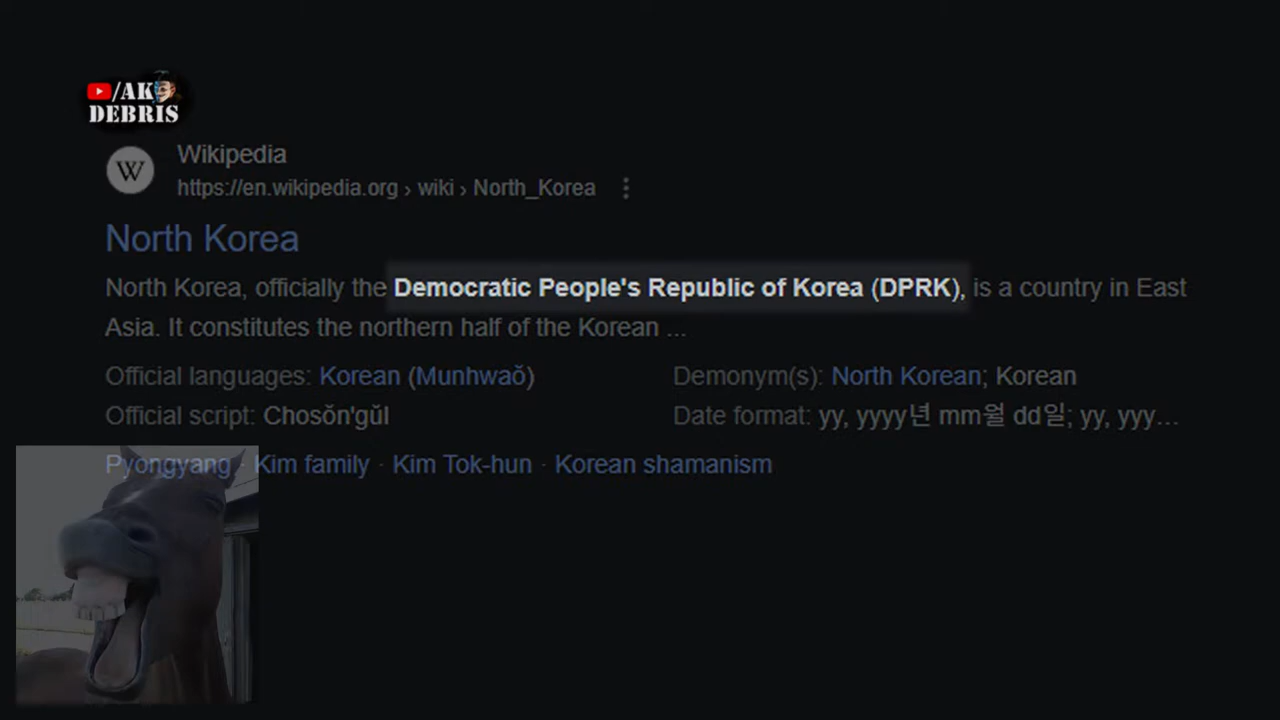 /AK
DEBRIS
Wikipedia
https://en.wikipedia.org › wiki › North_Korea
North Korea
North Korea, officially the Democratic People's Republic of Korea (DPRK), is a country in East
Asia. It constitutes the northern half of the Korean ...
Official languages: Korean (Munhwaŏ) Demonym(s): North Korean; Korean
Official script: Chosŏn'gŭl Date format: yy, yyyy년 mm월 dd일; yy, yyy...
Pyongyang · Kim family · Kim Tok-hun · Korean shamanism